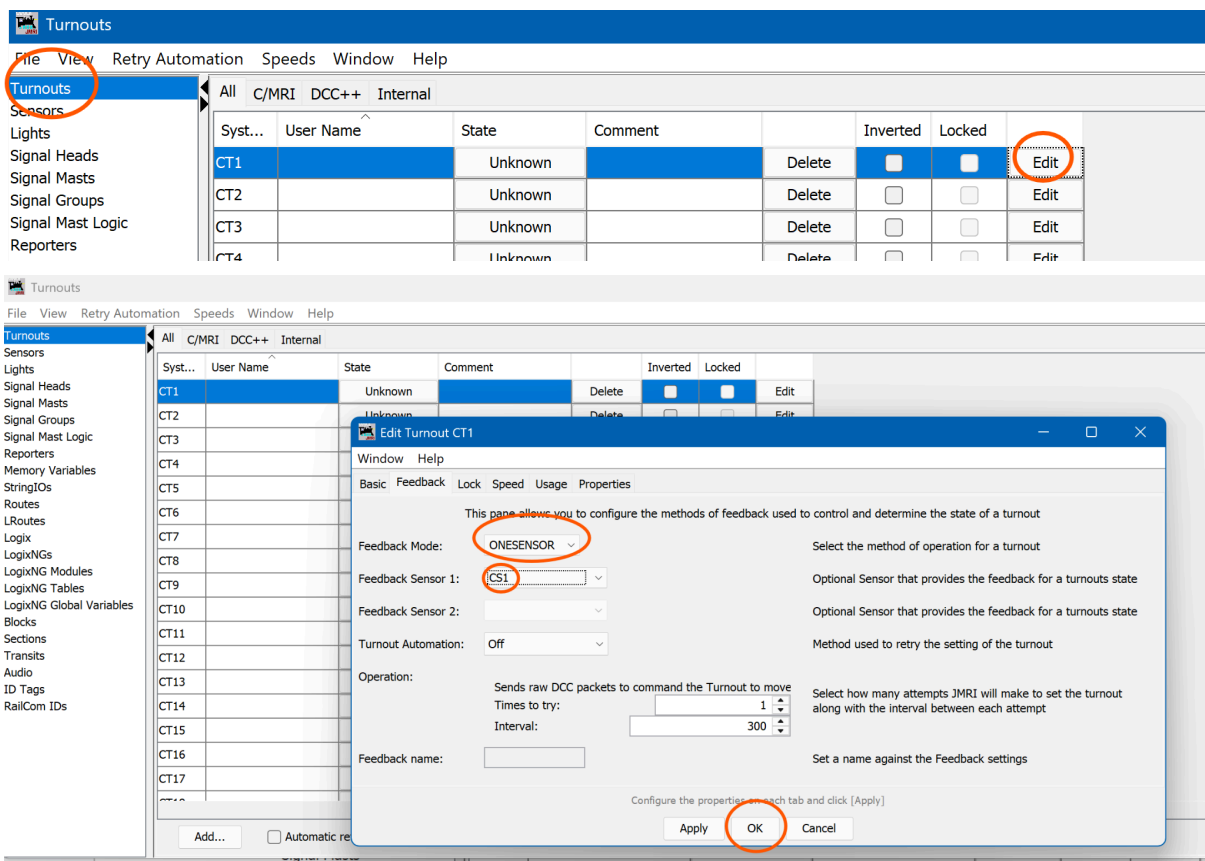 Turnouts
File View Retry Automation Speeds Window Help
Turnouts
Sensors
Lights
Signal Heads
Signal Masts
Signal Groups
Signal Mast Logic
Reporters
All C/MRI DCC++ Internal
Syst... User Name State Comment Inverted Locked
CT1 Unknown Delete Edit
CT2 Unknown Delete Edit
CT3 Unknown Delete Edit
CT4 Unknown Delete Edit
Turnouts
File View Retry Automation Speeds Window Help
Turnouts
Sensors
Lights
Signal Heads
Signal Masts
Signal Groups
Signal Mast Logic
Reporters
Memory Variables
StringIOs
Routes
LRoutes
Logix
LogixNGs
LogixNG Modules
LogixNG Tables
LogixNG Global Variables
Blocks
Sections
Transits
Audio
ID Tags
RailCom IDs
All C/MRI DCC++ Internal
Syst... User Name State Comment Inverted Locked
CT1 Unknown Delete Edit
CT2 Unknown Delete Edit
CT3
CT4
CT5
CT6
CT7
CT8
CT9
CT10
CT11
CT12
CT13
CT14
CT15
CT16
CT17
Add... Automatic re
Edit Turnout CT1
Window Help
Basic Feedback Lock Speed Usage Properties
This pane allows you to configure the methods of feedback used to control and determine the state of a turnout
Feedback Mode: ONESENSOR Select the method of operation for a turnout
Feedback Sensor 1: CS1 Optional Sensor that provides the feedback for a turnouts state
Feedback Sensor 2: Optional Sensor that provides the feedback for a turnouts state
Turnout Automation: Off Method used to retry the setting of the turnout
Operation:
Sends raw DCC packets to command the Turnout to move
Times to try: 1
Interval: 300
Select how many attempts JMRI will make to set the turnout
along with the interval between each attempt
Feedback name: Set a name against the Feedback settings
Configure the properties on each tab and click [Apply]
Apply OK Cancel